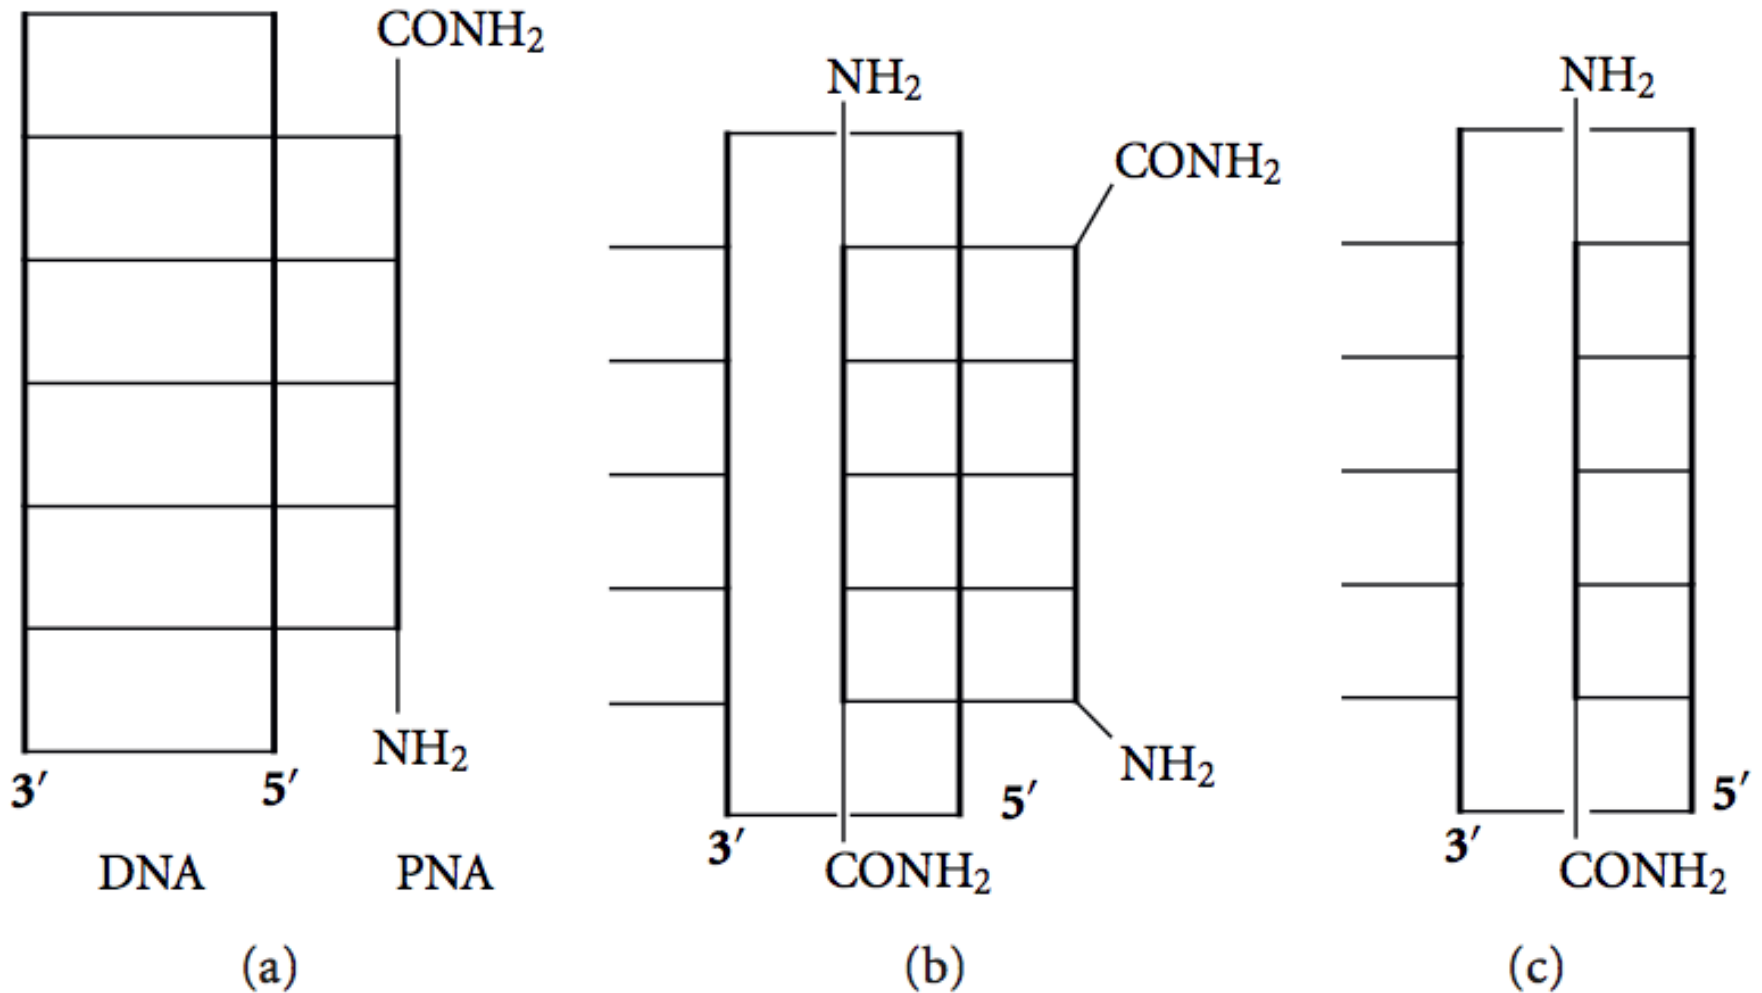 CONH₂
NH₂
3′ 5′
DNA PNA
(a)
NH₂
CONH₂
NH₂
5′
3′
CONH₂
(b)
NH₂
5′
3′
CONH₂
(c)